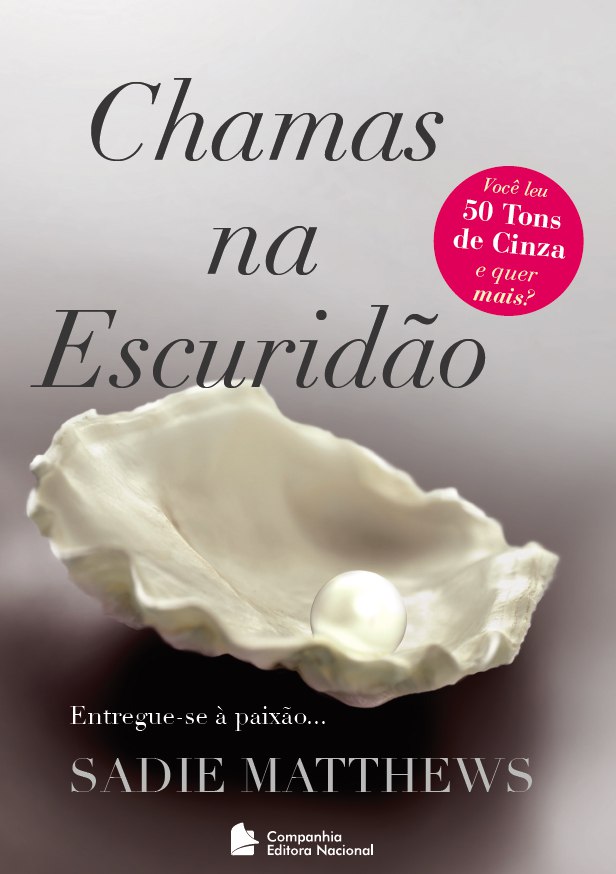 Chamas
na
Escuridão
Você leu
50 Tons
de Cinza
e quer
mais?
Entregue-se à paixão...
SADIE MATTHEWS
Companhia
Editora Nacional